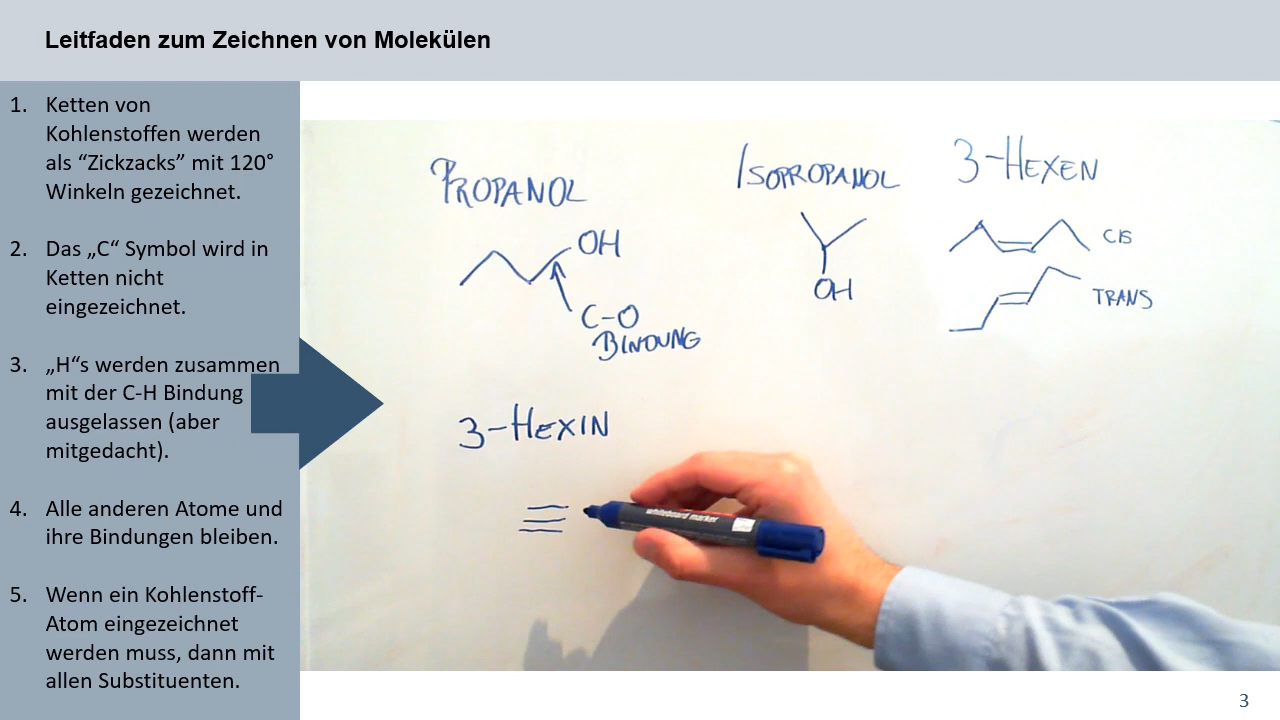 Leitfaden zum Zeichnen von Molekülen
1. Ketten von
Kohlenstoffen werden
als “Zickzacks” mit 120°
Winkeln gezeichnet.
2. Das „C“ Symbol wird in
Ketten nicht
eingezeichnet.
3. „H“s werden zusammen
mit der C-H Bindung
ausgelassen (aber
mitgedacht).
4. Alle anderen Atome und
ihre Bindungen bleiben.
5. Wenn ein Kohlenstoff-
Atom eingezeichnet
werden muss, dann mit
allen Substituenten.
PROPANOL
OH
C-O
BINDUNG
ISOPROPANOL
OH
3-HEXEN
CIS
TRANS
3-HEXIN
whiteboard marker
3